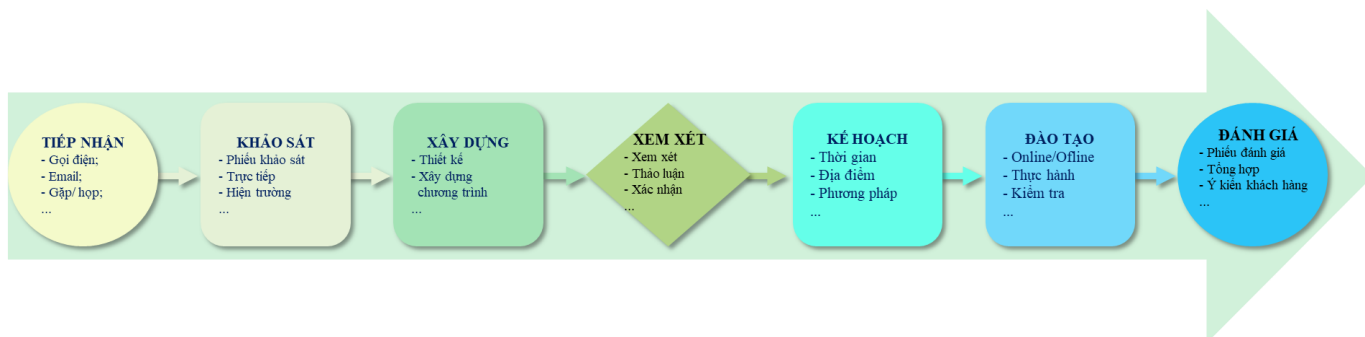 TIẾP NHẬN
- Gọi điện;
- Email;
- Gặp/ họp;
...
KHẢO SÁT
- Phiếu khảo sát
- Trực tiếp
- Hiện trường
...
XÂY DỰNG
- Thiết kế
- Xây dựng
chương trình
...
XEM XÉT
- Xem xét
- Thảo luận
- Xác nhận
...
KẾ HOẠCH
- Thời gian
- Địa điểm
- Phương pháp
...
ĐÀO TẠO
- Online/Ofline
- Thực hành
- Kiểm tra
...
ĐÁNH GIÁ
- Phiếu đánh giá
- Tổng hợp
- Ý kiến khách hàng
...